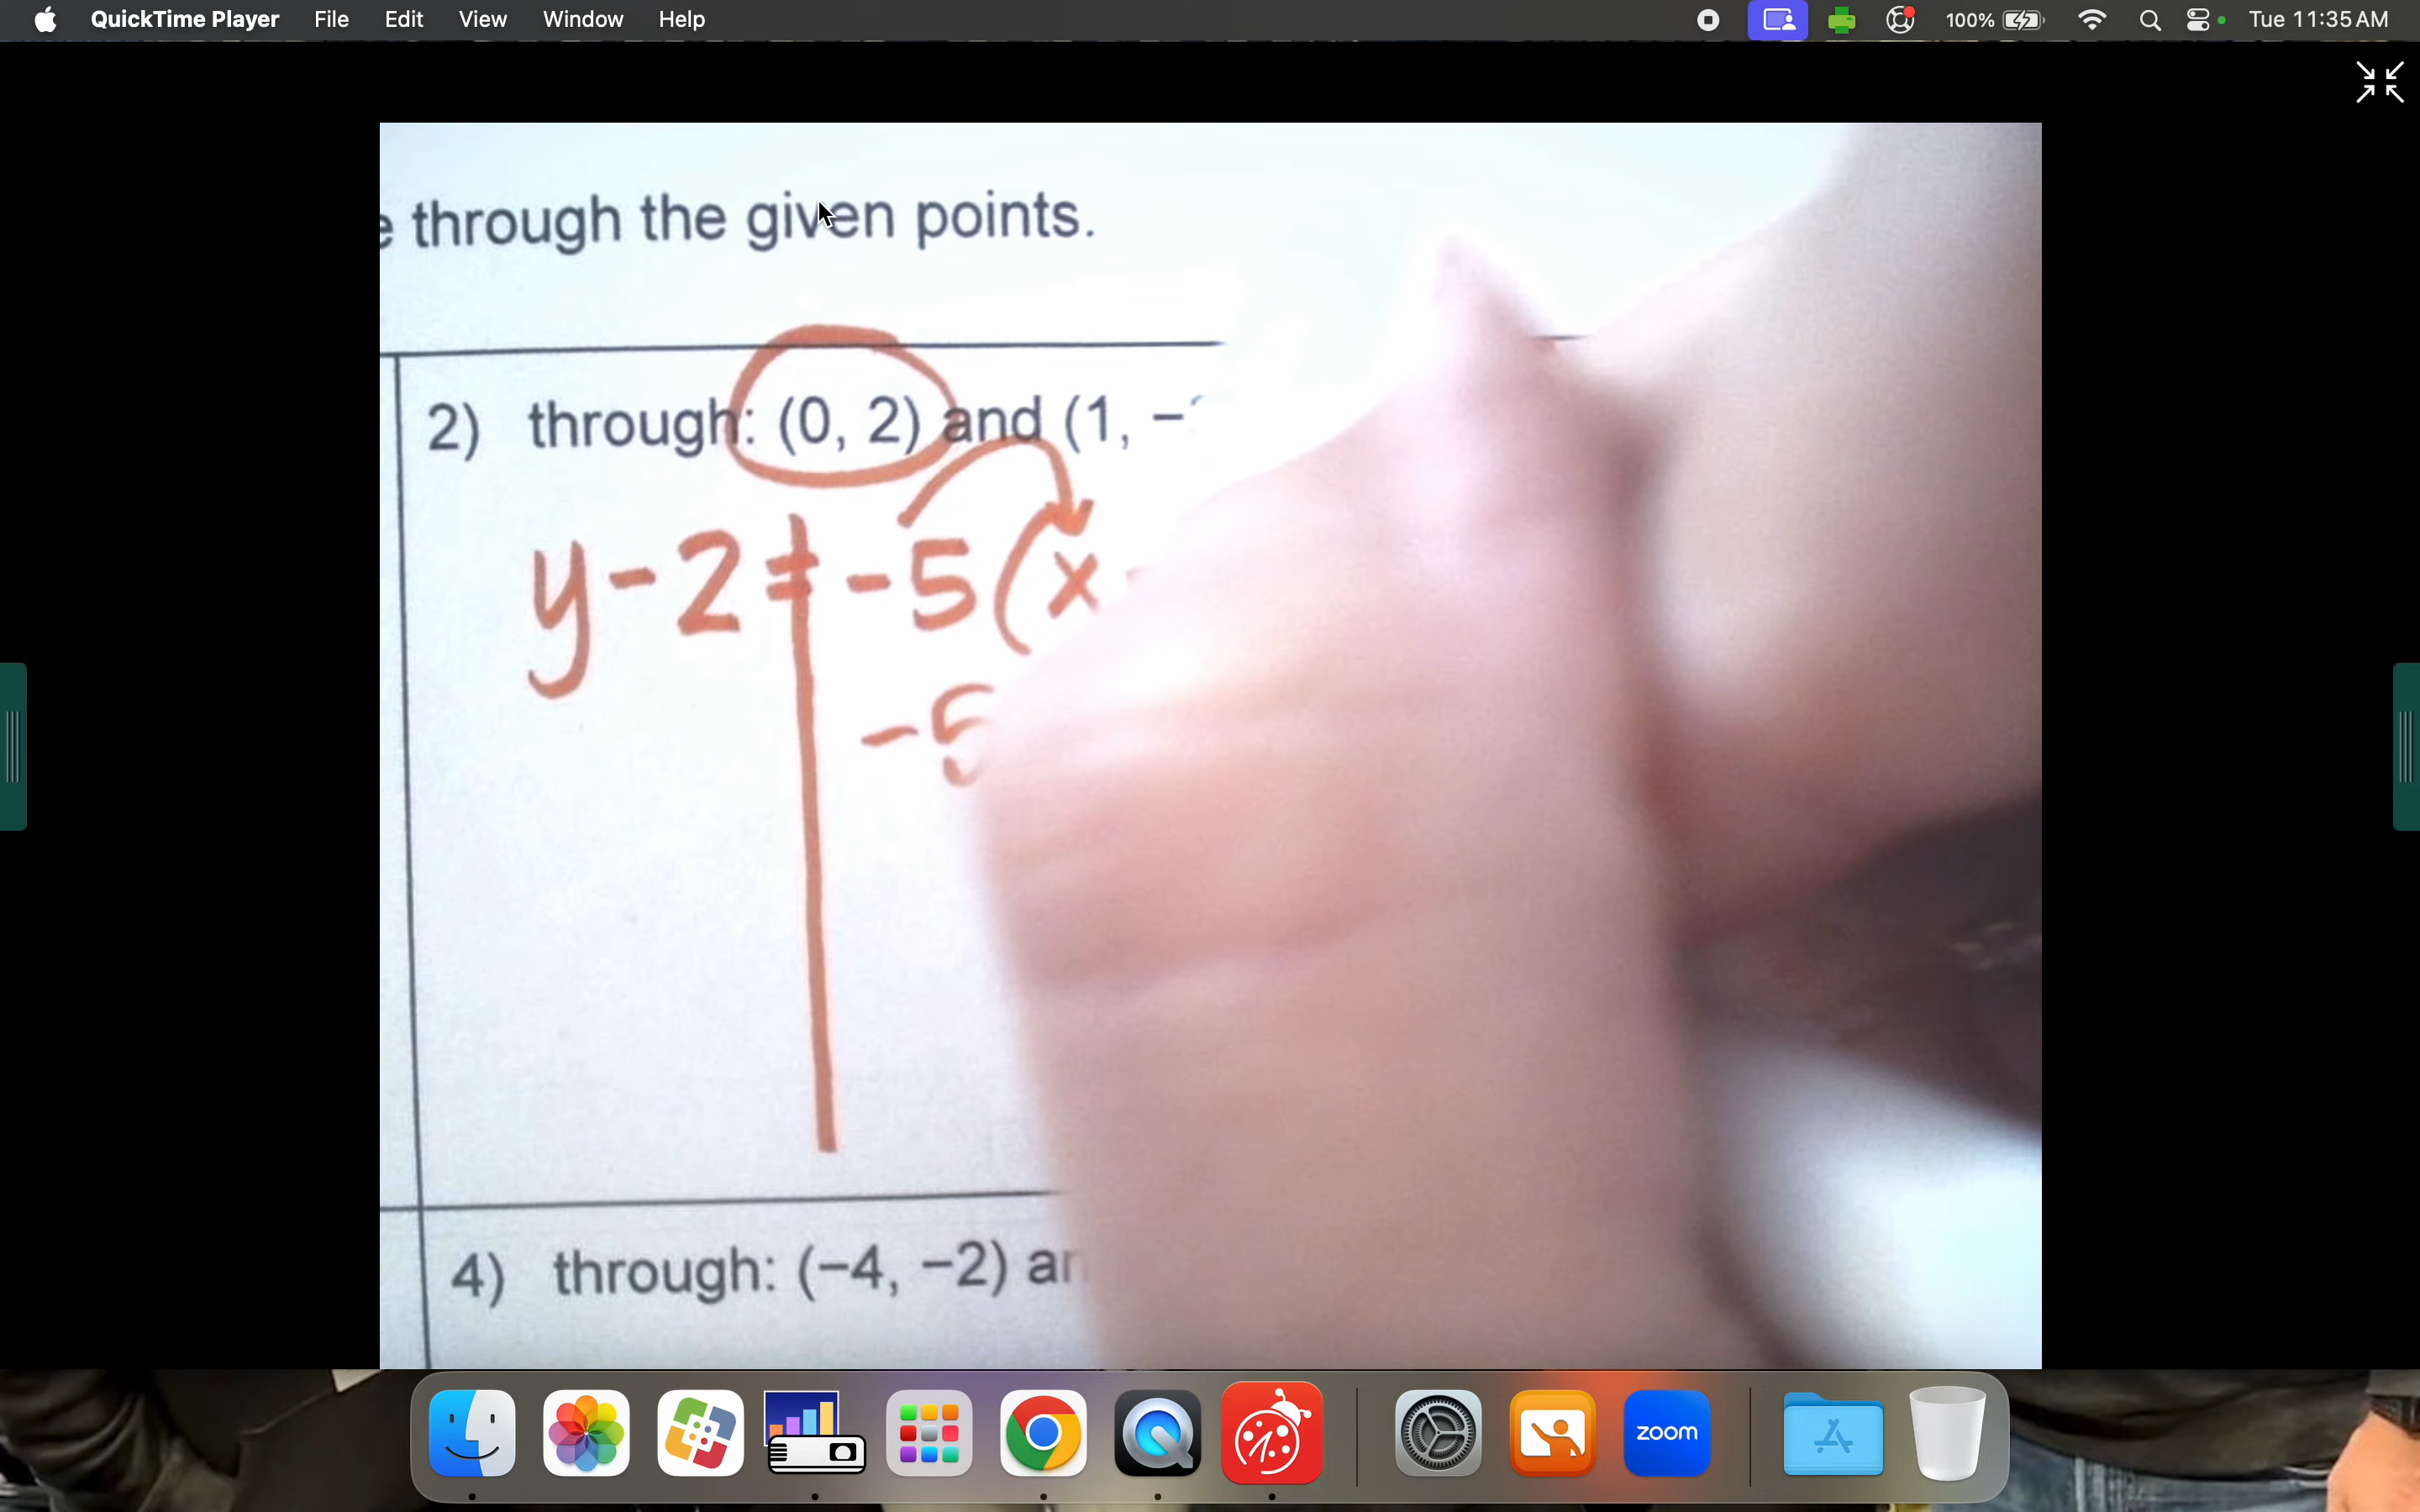 QuickTime Player File Edit View Window Help 100% Tue 11:35 AM
through the given points.
2) through: (0, 2) and (1, −
y-2 = -5(x
-5
4) through: (−4, −2)
zoom